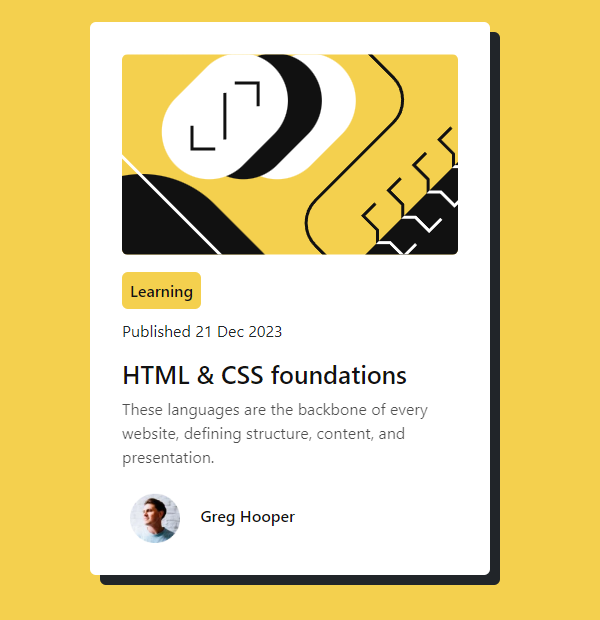 Learning
Published 21 Dec 2023
HTML & CSS foundations
These languages are the backbone of every
website, defining structure, content, and
presentation.
Greg Hooper